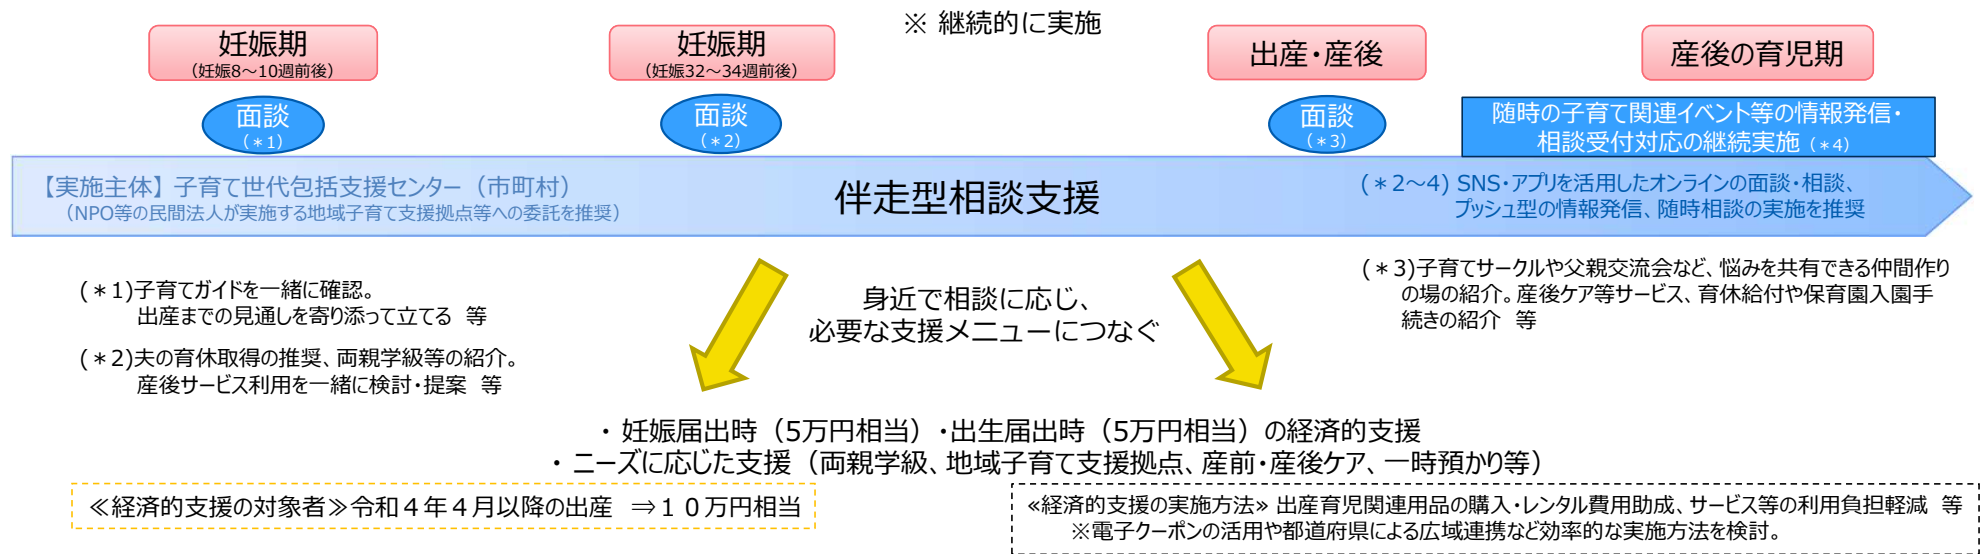 ※ 継続的に実施
妊娠期
（妊娠8～10週前後）
妊娠期
（妊娠32～34週前後）
出産・産後
産後の育児期
面談
（＊1）
面談
（＊2）
面談
（＊3）
随時の子育て関連イベント等の情報発信・
相談受付対応の継続実施（＊4）
【実施主体】子育て世代包括支援センター（市町村）
（NPO等の民間法人が実施する地域子育て支援拠点等への委託を推奨）
伴走型相談支援
（＊2～4）SNS・アプリを活用したオンラインの面談・相談、
プッシュ型の情報発信、随時相談の実施を推奨
（＊1）子育てガイドを一緒に確認。
出産までの見通しを寄り添って立てる 等
（＊2）夫の育休取得の推奨、両親学級等の紹介。
産後サービス利用を一緒に検討・提案 等
身近で相談に応じ、
必要な支援メニューにつなぐ
（＊3）子育てサークルや父親交流会など、悩みを共有できる仲間作り
の場の紹介。産後ケア等サービス、育休給付や保育園入園手
続きの紹介 等
・ 妊娠届出時（5万円相当）・出生届出時（5万円相当）の経済的支援
・ ニーズに応じた支援（両親学級、地域子育て支援拠点、産前・産後ケア、一時預かり等）
≪経済的支援の対象者≫令和４年４月以降の出産 ⇒１０万円相当
≪経済的支援の実施方法≫ 出産育児関連用品の購入・レンタル費用助成、サービス等の利用負担軽減 等
※電子クーポンの活用や都道府県による広域連携など効率的な実施方法を検討。